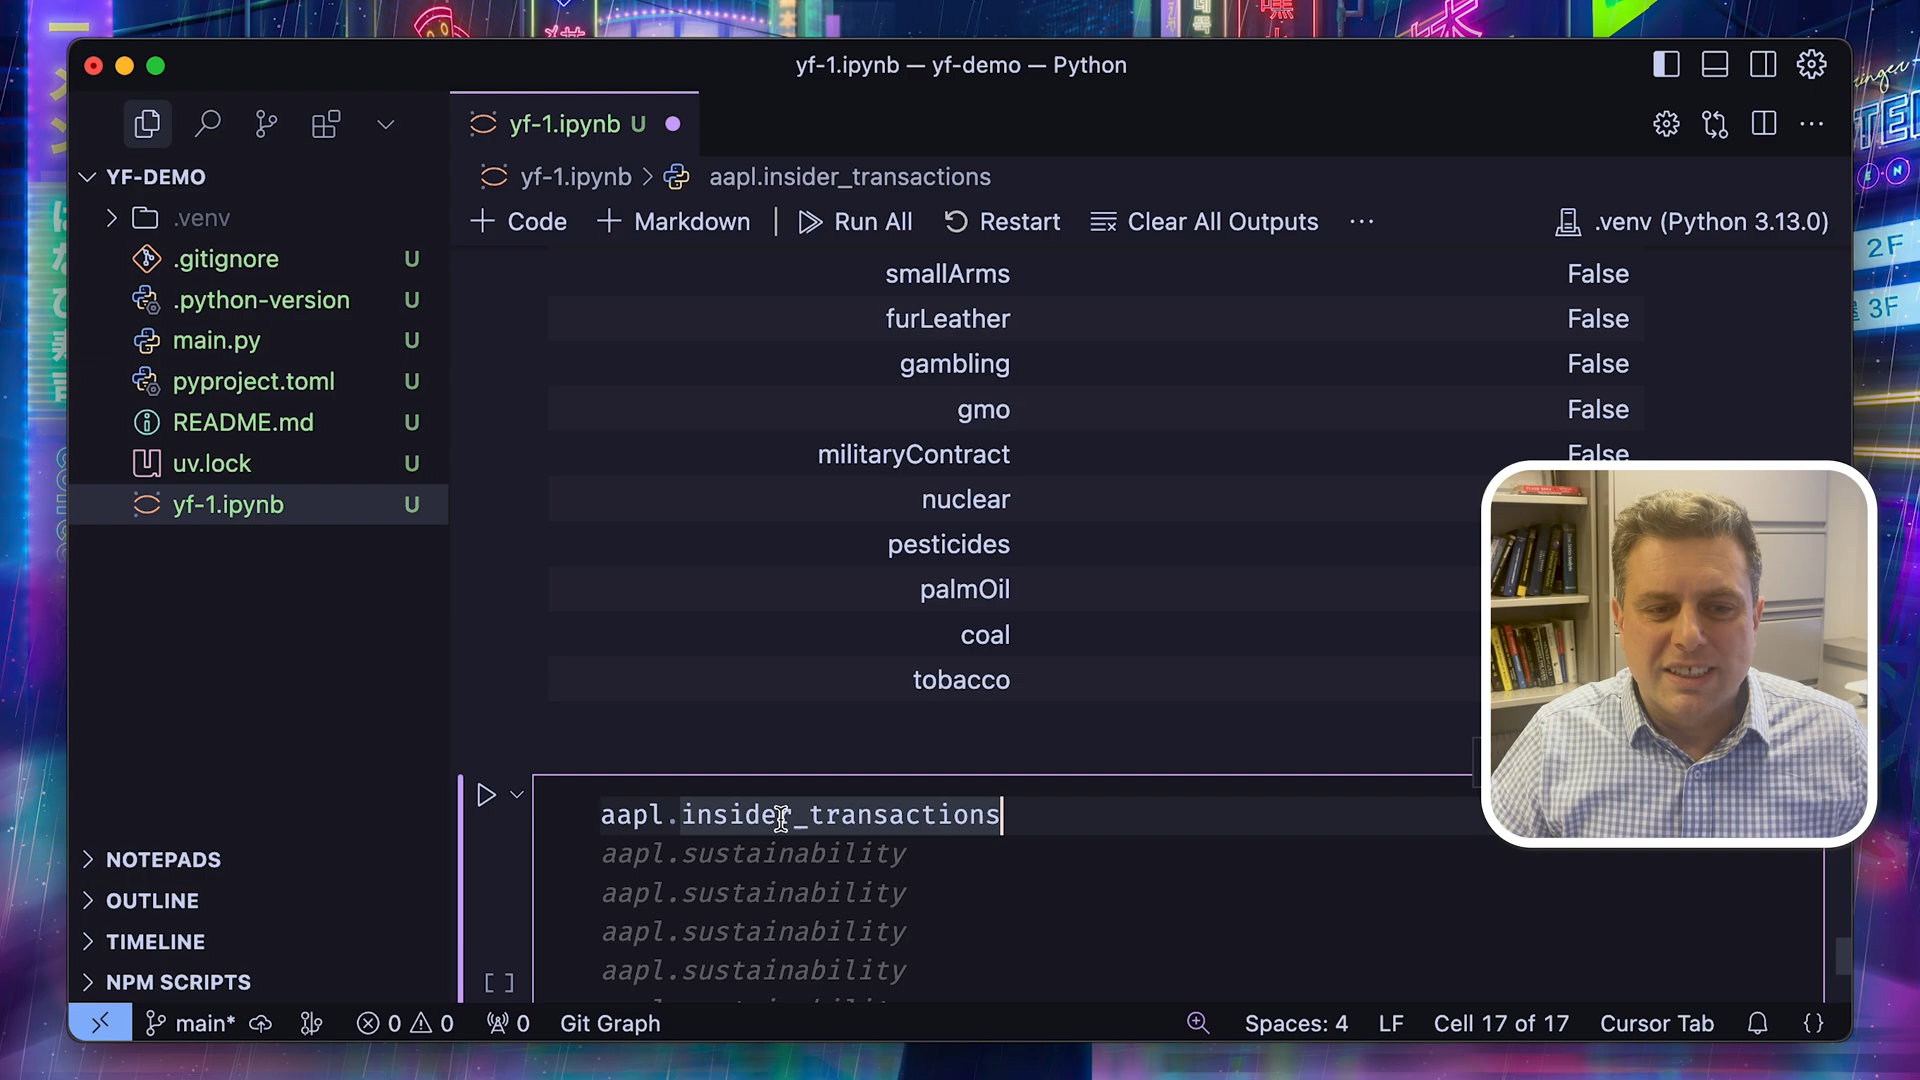 yf-1.ipynb — yf-demo — Python
yf-1.ipynb U
YF-DEMO
yf-1.ipynb > aapl.insider_transactions
.venv
+ Code + Markdown | Run All Restart Clear All Outputs ...
.venv (Python 3.13.0)
.gitignore U
.python-version U
main.py U
pyproject.toml U
README.md U
uv.lock U
yf-1.ipynb U
smallArms False
furLeather False
gambling False
gmo False
militaryContract False
nuclear
pesticides
palmOil
coal
tobacco
aapl.insider_transactions
aapl.sustainability
aapl.sustainability
aapl.sustainability
aapl.sustainability
[ ]
NOTEPADS
OUTLINE
TIMELINE
NPM SCRIPTS
main* 0 0 0 Git Graph
Spaces: 4 LF Cell 17 of 17 Cursor Tab {}
2F
3F